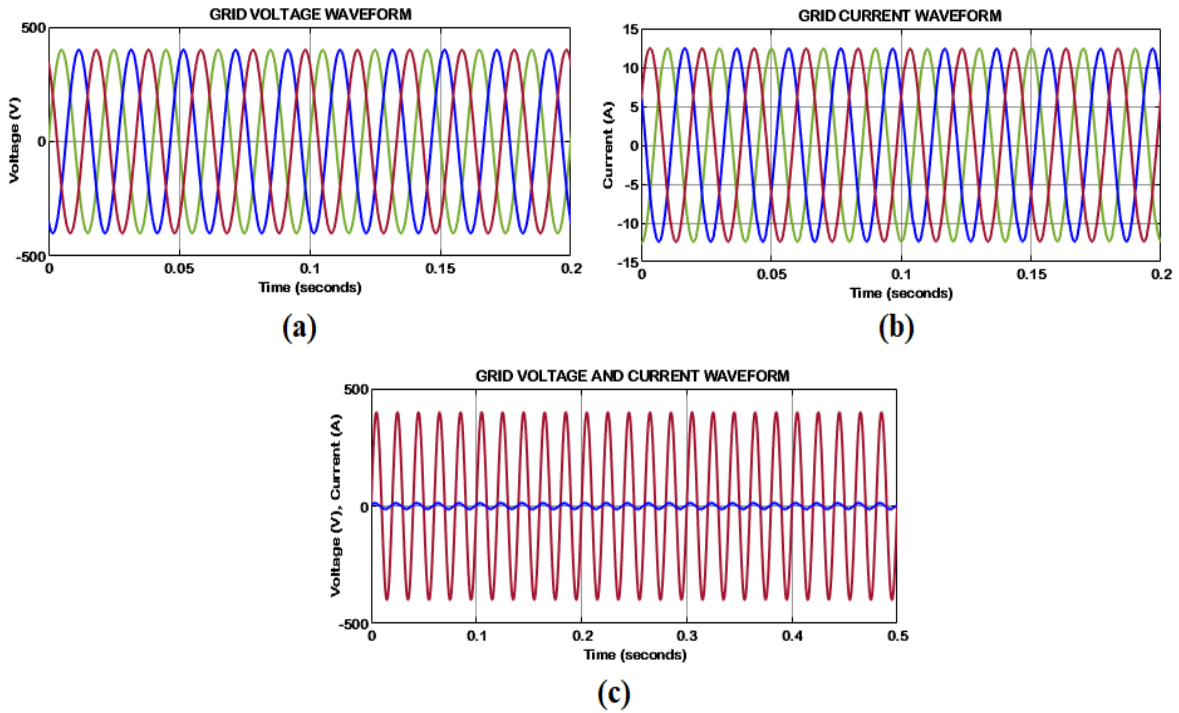 GRID VOLTAGE WAVEFORM
500
0
-500
Voltage (V)
0 0.05 0.1 0.15 0.2
Time (seconds)
(a)
GRID CURRENT WAVEFORM
15
10
5
0
-5
-10
-15
Current (A)
0 0.05 0.1 0.15 0.2
Time (seconds)
(b)
GRID VOLTAGE AND CURRENT WAVEFORM
500
0
-500
Voltage (V), Current (A)
0 0.1 0.2 0.3 0.4 0.5
Time (seconds)
(c)